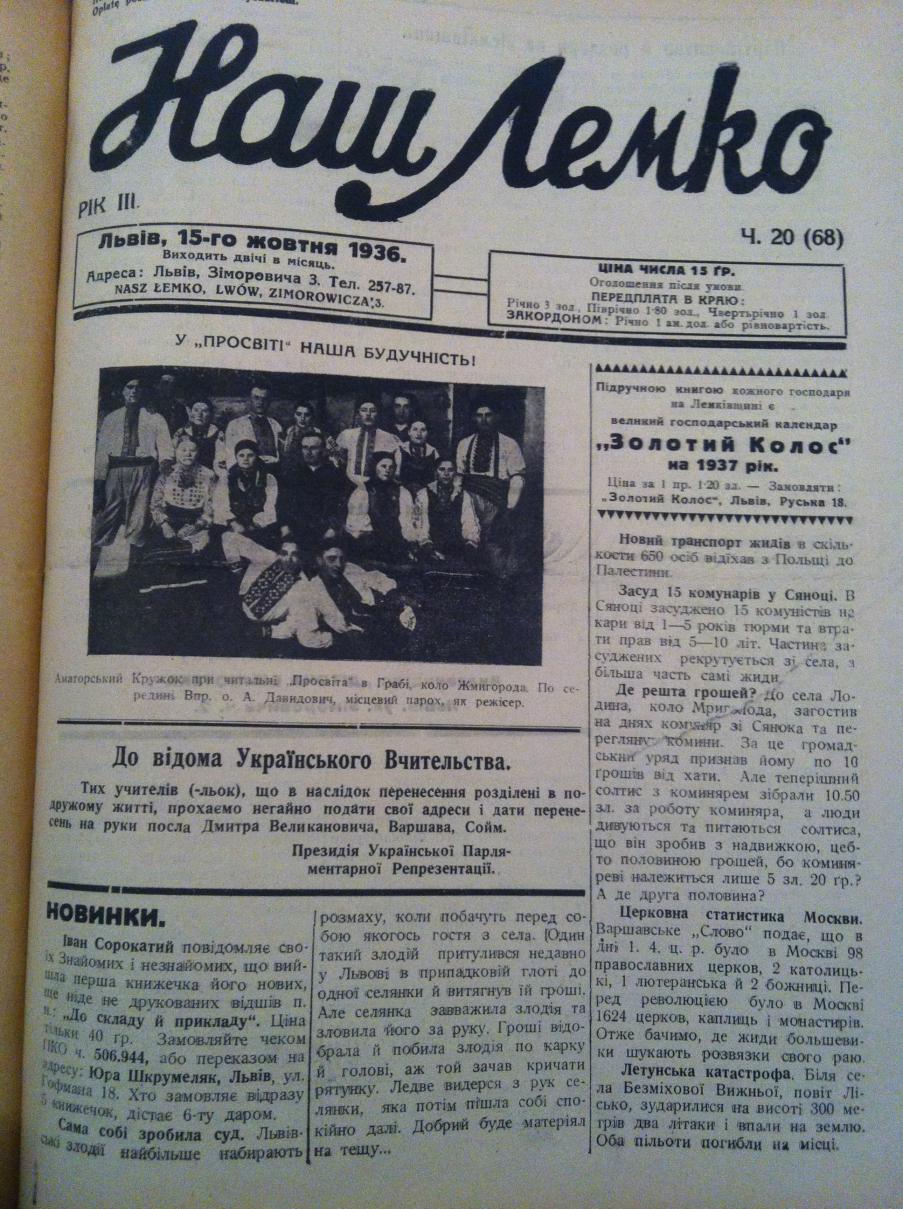 Opłatę
Наш Лемко
РІК III.
Ч. 20 (68)
Львів, 15-го жовтня 1936.
Виходить двічі в місяць.
Адреса: Львів, Зіморовича 3. Тел. 257-87.
NASZ ŁEMKO, LWÓW, ZIMOROWICZA 3.
ЦІНА ЧИСЛА 15 ҐР.
Оголошення після умови.
ПЕРЕДПЛАТА В КРАЮ:
Річно 3 зол., Піврічно 1·80 зол., Чвертьрічно 1 зол.
ЗАКОРДОНОМ: Річно 1 ам. дол. або рівновартість.
У „ПРОСВІТІ" НАША БУДУЧНІСТЬ!
Аматорський Кружок при читальні „Просвіта" в Грабі, коло Жмигорода. По се-
редині Впр. о. А. Давидович, місцевий парох, як режісер.
До відома Українського Вчительства.
Тих учителів (-льок), що в наслідок перенесення розділені в по-
дружому житті, прохаємо негайно подати свої адреси і дати перене-
сень на руки посла Дмитра Великановича, Варшава, Сойм.
Президія Української Парля-
ментарної Репрезентації.
НОВИНКИ.
Іван Сорокатий повідомляє сво-
їх Знайомих і незнайомих, що вий-
шла перша книжечка його нових,
ще ніде не друкованих відшів п.
н.: „До складу й прикладу". Ціна
тільки 40 ґр. Замовляйте чеком
ПКО ч. 506.944, або переказом на
адресу: Юра Шкрумеляк, Львів, ул.
Гофмана 18. Хто замовляє відразу
5 книжечок, дістає 6-ту даром.
Сама собі зробила суд. Львів-
ські злодії найбільше набирають
розмаху, коли побачуть перед со-
бою якогось гостя з села. Один
такий злодій притулився недавно
у Львові в припадковій глоті до
одної селянки й витягнув їй гроші.
Але селянка завважила злодія та
зловила його за руку. Гроші відо-
брала й побила злодія по карку
й голові, аж той зачав кричати
рятунку. Ледве видерся з рук се-
лянки, яка потім пішла собі спо-
кійно далі. Добрий буде матеріял
на тещу...
Підручною книгою кожного господаря
на Лемківщині є
великий господарський календар
„Золотий Колос"
на 1937 рік.
Ціна за 1 пр. 1·20 зл. — Замовляти:
„Золотий Колос", Львів, Руська 18.
Новий транспорт жидів в скіль-
кости 650 осіб відїхав з Польщі до
Палестини.
Засуд 15 комунарів у Сяноці. В
Сяноці засуджено 15 комуністів на
кари від 1—5 років тюрми та втра-
ти прав від 5—10 літ. Частина за-
суджених рекрутується зі села, а
більша часть самі жиди
Де решта грошей? До села Ло-
дина, коло Мриглода, загостив
на днях коминяр зі Сянока та пе-
реглянув комини. За це громад-
ський уряд признав йому по 10
ґрошів від хати. Але теперішний
солтис з коминярем зібрали 10.50
зл. за роботу коминяра, а люди
дивуются та питаються солтиса,
що він зробив з надвижкою, цеб-
то половиною грошей, бо коминя-
реві належиться лише 5 зл. 20 ґр.?
А де друга половина?
Церковна статистика Москви.
Варшавське „Слово" подає, що в
дні 1. 4. ц. р. було в Москві 98
православних церков, 2 католиць-
кі, 1 лютеранська й 2 божниці. Пе-
ред революцією було в Москві
1624 церков, каплиць і монастирів.
Отже бачимо, де жиди большеви-
ки шукають розвязки свого раю.
Летунська катастрофа. Біля се-
ла Безміхової Вижньої, повіт Лі-
сько, зударилися на висоті 300 ме-
трів два літаки і впали на землю.
Оба пільоти погибли на місці.